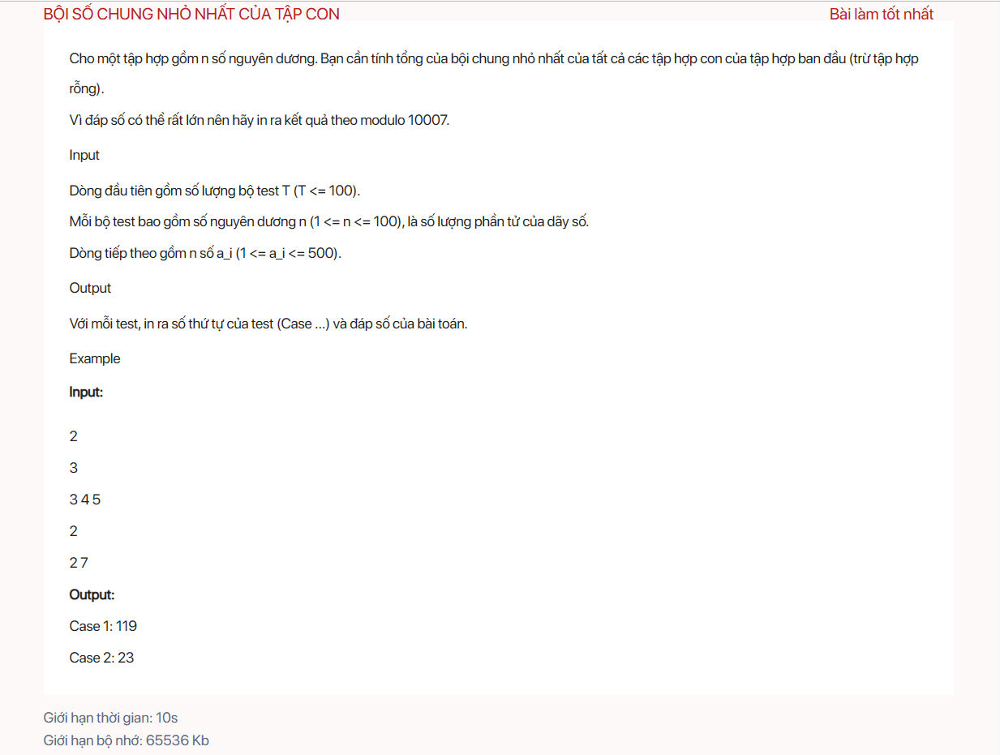 BỘI SỐ CHUNG NHỎ NHẤT CỦA TẬP CON
Bài làm tốt nhất
Cho một tập hợp gồm n số nguyên dương. Bạn cần tính tổng của bội chung nhỏ nhất của tất cả các tập hợp con của tập hợp ban đầu (trừ tập hợp
rỗng).
Vì đáp số có thể rất lớn nên hãy in ra kết quả theo modulo 10007.
Input
Dòng đầu tiên gồm số lượng bộ test T (T <= 100).
Mỗi bộ test bao gồm số nguyên dương n (1 <= n <= 100), là số lượng phần tử của dãy số.
Dòng tiếp theo gồm n số a_i (1 <= a_i <= 500).
Output
Với mỗi test, in ra số thứ tự của test (Case ...) và đáp số của bài toán.
Example
Input:
2
3
3 4 5
2
2 7
Output:
Case 1: 119
Case 2: 23
Giới hạn thời gian: 10s
Giới hạn bộ nhớ: 65536 Kb